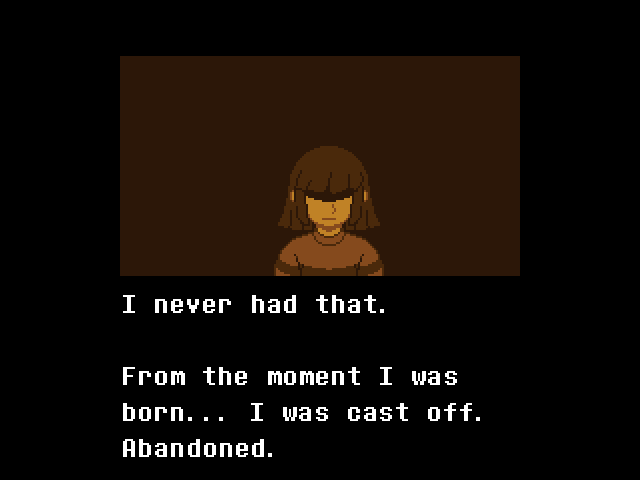 I never had that.
From the moment I was
born... I was cast off.
Abandoned.